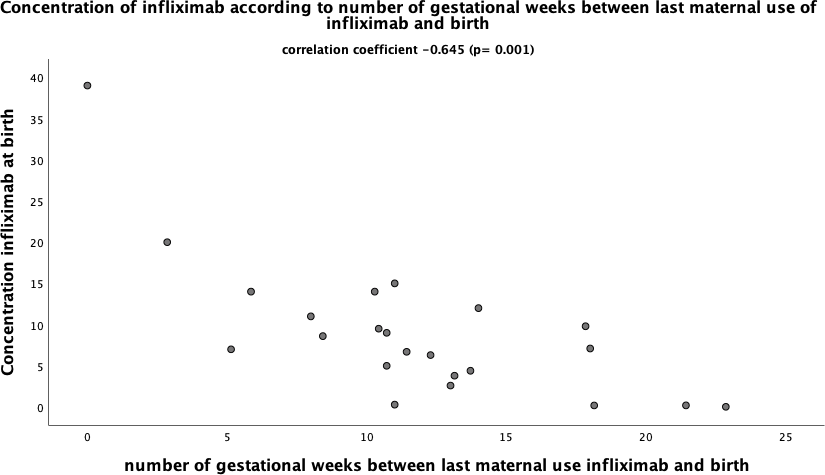 Concentration of infliximab according to number of gestational weeks between last maternal use of
infliximab and birth
correlation coefficient -0.645 (p= 0.001)
Concentration infliximab at birth
40
35
30
25
20
15
10
5
0
0 5 10 15 20 25
number of gestational weeks between last maternal use infliximab and birth